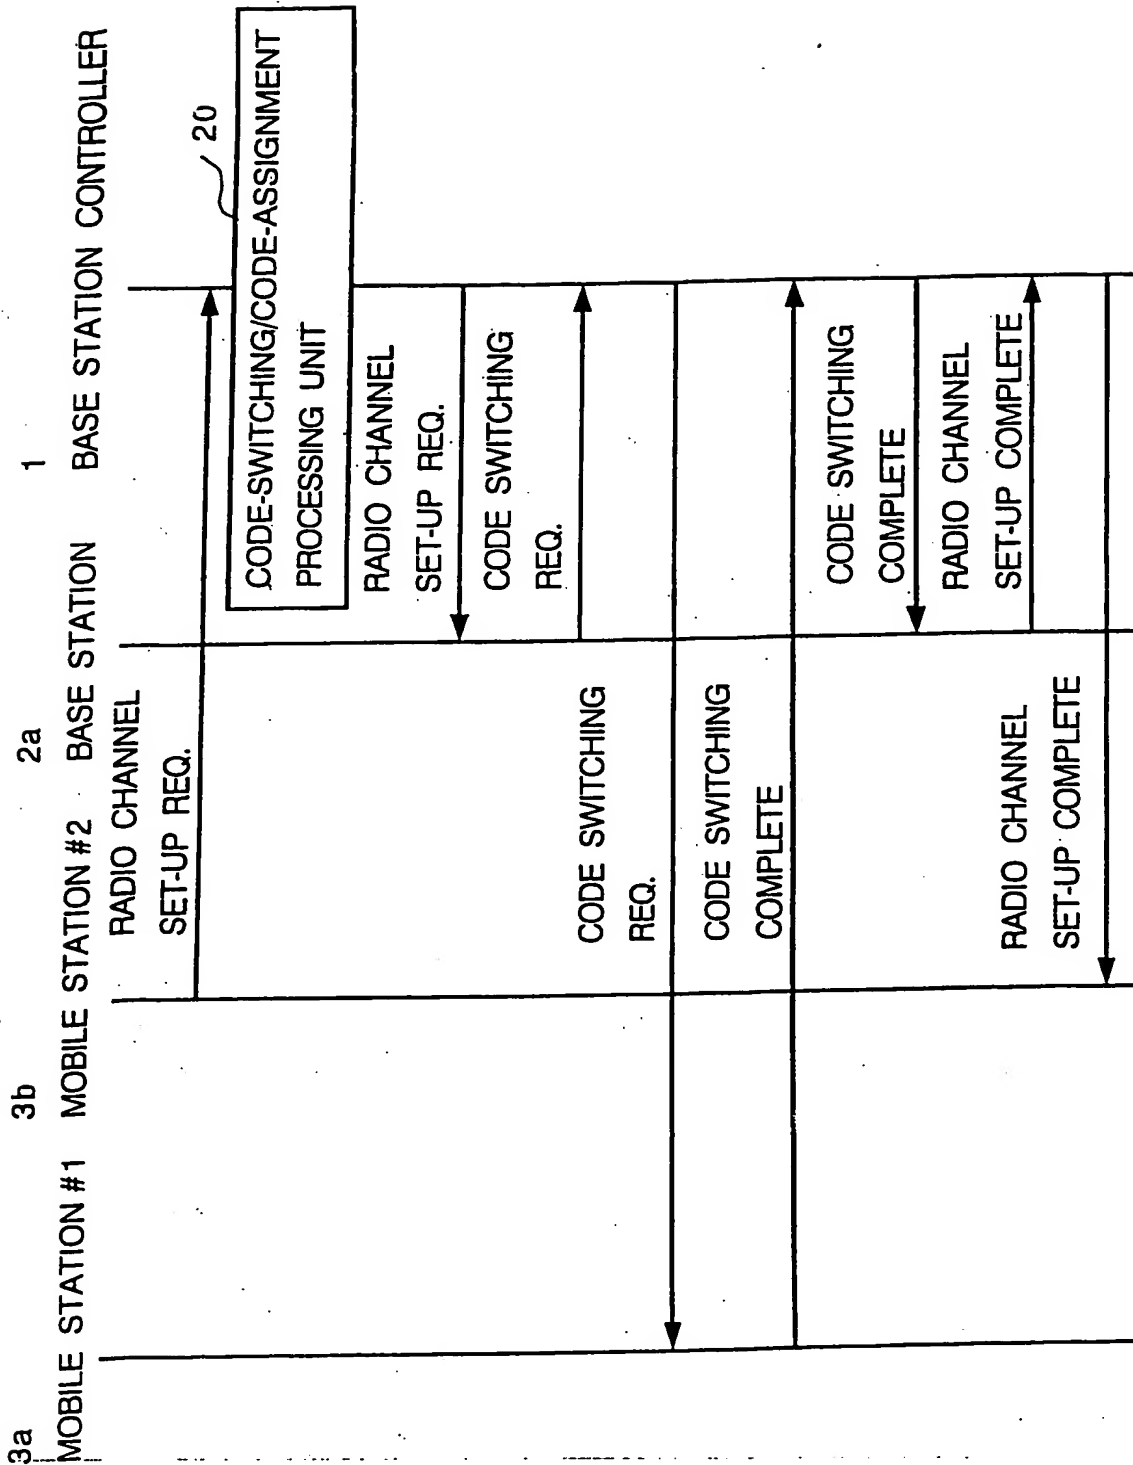 3a
3b
2a
1
MOBILE STATION #1
MOBILE STATION #2
BASE STATION
BASE STATION CONTROLLER
RADIO CHANNEL
SET-UP REQ.
20
CODE-SWITCHING/CODE-ASSIGNMENT
PROCESSING UNIT
RADIO CHANNEL
SET-UP REQ.
CODE SWITCHING
REQ.
CODE SWITCHING
REQ.
CODE SWITCHING
COMPLETE
CODE SWITCHING
COMPLETE
RADIO CHANNEL
SET-UP COMPLETE
RADIO CHANNEL
SET-UP COMPLETE